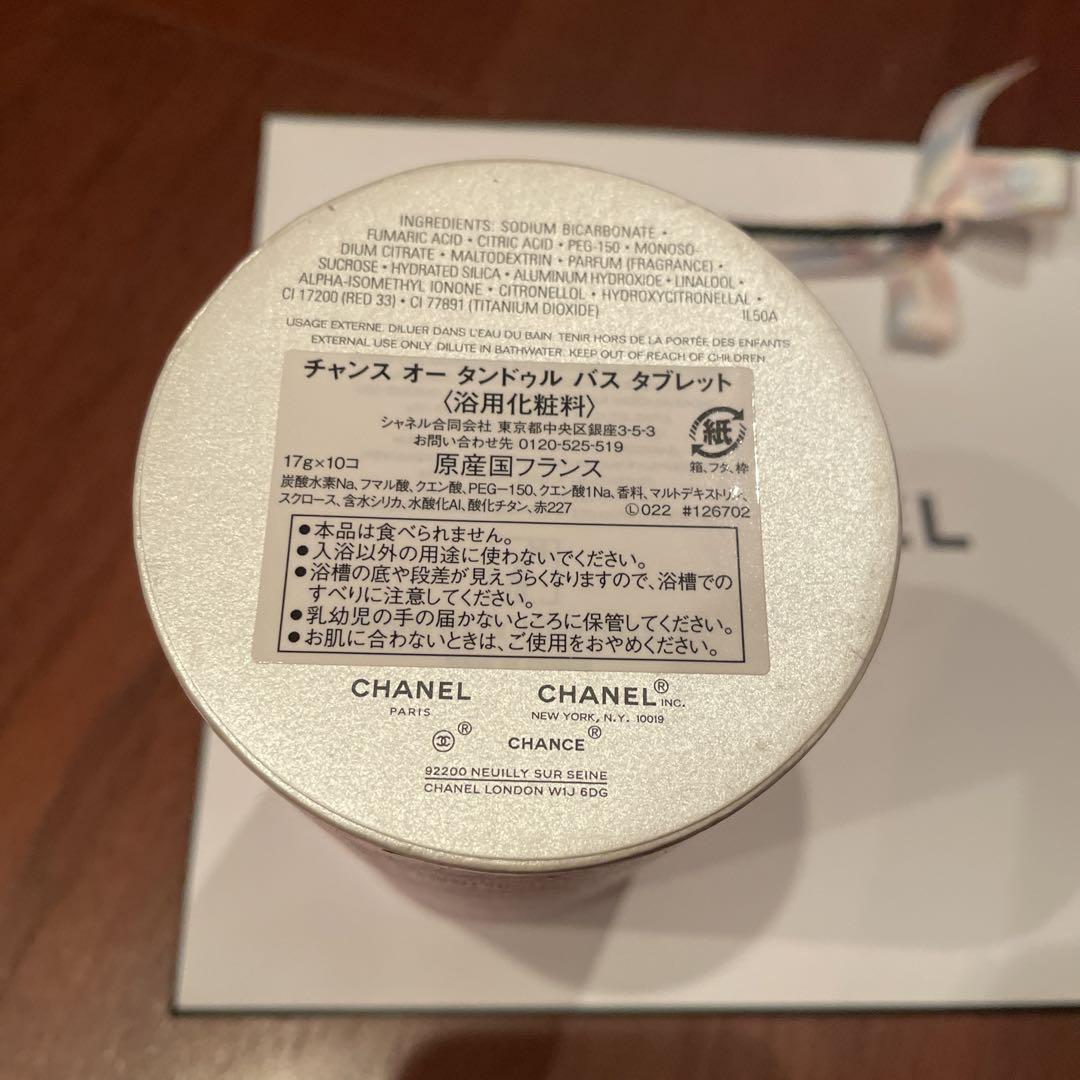 INGREDIENTS: SODIUM BICARBONATE •
FUMARIC ACID • CITRIC ACID • PEG-150 • MONOSO-
DIUM CITRATE • MALTODEXTRIN • PARFUM (FRAGRANCE) •
SUCROSE • HYDRATED SILICA • ALUMINUM HYDROXIDE • LINALOOL •
ALPHA-ISOMETHYL IONONE • CITRONELLOL • HYDROXYCITRONELLAL •
CI 17200 (RED 33) • CI 77891 (TITANIUM DIOXIDE)
IL50A
USAGE EXTERNE. DILUER DANS L'EAU DU BAIN. TENIR HORS DE LA PORTÉE DES ENFANTS
EXTERNAL USE ONLY. DILUTE IN BATHWATER. KEEP OUT OF REACH OF CHILDREN.
チャンス オー タンドゥル バス タブレット
〈浴用化粧料〉
シャネル合同会社 東京都中央区銀座3-5-3
お問い合わせ先 0120-525-519
紙
箱、フタ、枠
17g×10コ 原産国フランス
炭酸水素Na、フマル酸、クエン酸、PEG-150、クエン酸1Na、香料、マルトデキストリン、
スクロース、含水シリカ、水酸化Al、酸化チタン、赤227 Ⓛ022 #126702
●本品は食べられません。
●入浴以外の用途に使わないでください。
●浴槽の底や段差が見えづらくなりますので、浴槽での
すべりに注意してください。
●乳幼児の手の届かないところに保管してください。
●お肌に合わないときは、ご使用をおやめください。
CHANEL
PARIS
CHANEL® INC.
NEW YORK, N.Y. 10019
®
CHANCE®
92200 NEUILLY SUR SEINE
CHANEL LONDON W1J 6DG
EL